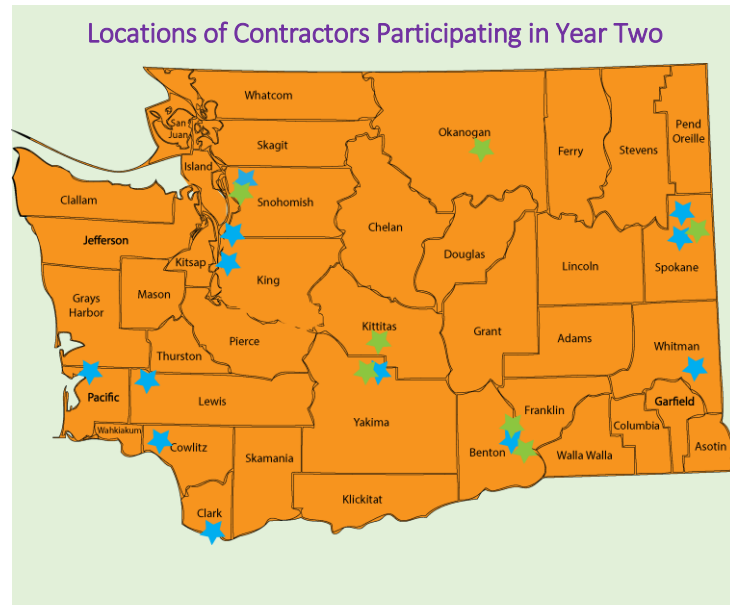 Locations of Contractors Participating in Year Two
Whatcom
San
Juan
Skagit
Island
Okanogan
Ferry
Stevens
Pend
Oreille
Clallam
Snohomish
Jefferson
Chelan
Douglas
Kitsap
King
Lincoln
Spokane
Grays
Harbor
Mason
Kittitas
Grant
Adams
Pierce
Thurston
Whitman
Pacific
Lewis
Yakima
Franklin
Garfield
Columbia
Wahkiakum
Cowlitz
Skamania
Benton
Walla Walla
Asotin
Klickitat
Clark